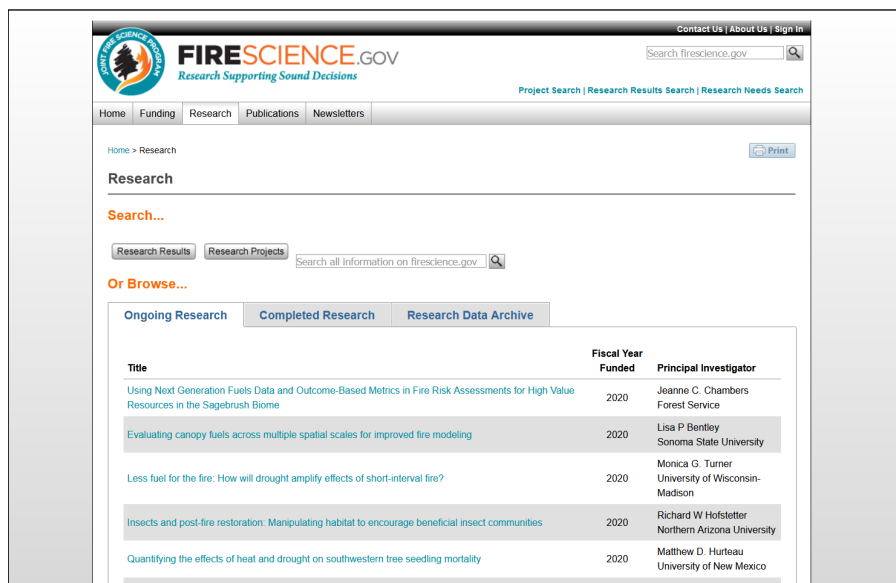 Contact Us | About Us | Sign In
JOINT FIRE SCIENCE PROGRAM
FIRESCIENCE.GOV
Research Supporting Sound Decisions
Search firescience.gov
Project Search | Research Results Search | Research Needs Search
Home Funding Research Publications Newsletters
Home > Research
Print
Research
Search...
Research Results Research Projects Search all information on firescience.gov
Or Browse...
Ongoing Research Completed Research Research Data Archive
Title Fiscal Year Funded Principal Investigator
Using Next Generation Fuels Data and Outcome-Based Metrics in Fire Risk Assessments for High Value
Resources in the Sagebrush Biome
2020
Jeanne C. Chambers
Forest Service
Evaluating canopy fuels across multiple spatial scales for improved fire modeling
2020
Lisa P Bentley
Sonoma State University
Less fuel for the fire: How will drought amplify effects of short-interval fire?
2020
Monica G. Turner
University of Wisconsin-
Madison
Insects and post-fire restoration: Manipulating habitat to encourage beneficial insect communities
2020
Richard W Hofstetter
Northern Arizona University
Quantifying the effects of heat and drought on southwestern tree seedling mortality
2020
Matthew D. Hurteau
University of New Mexico